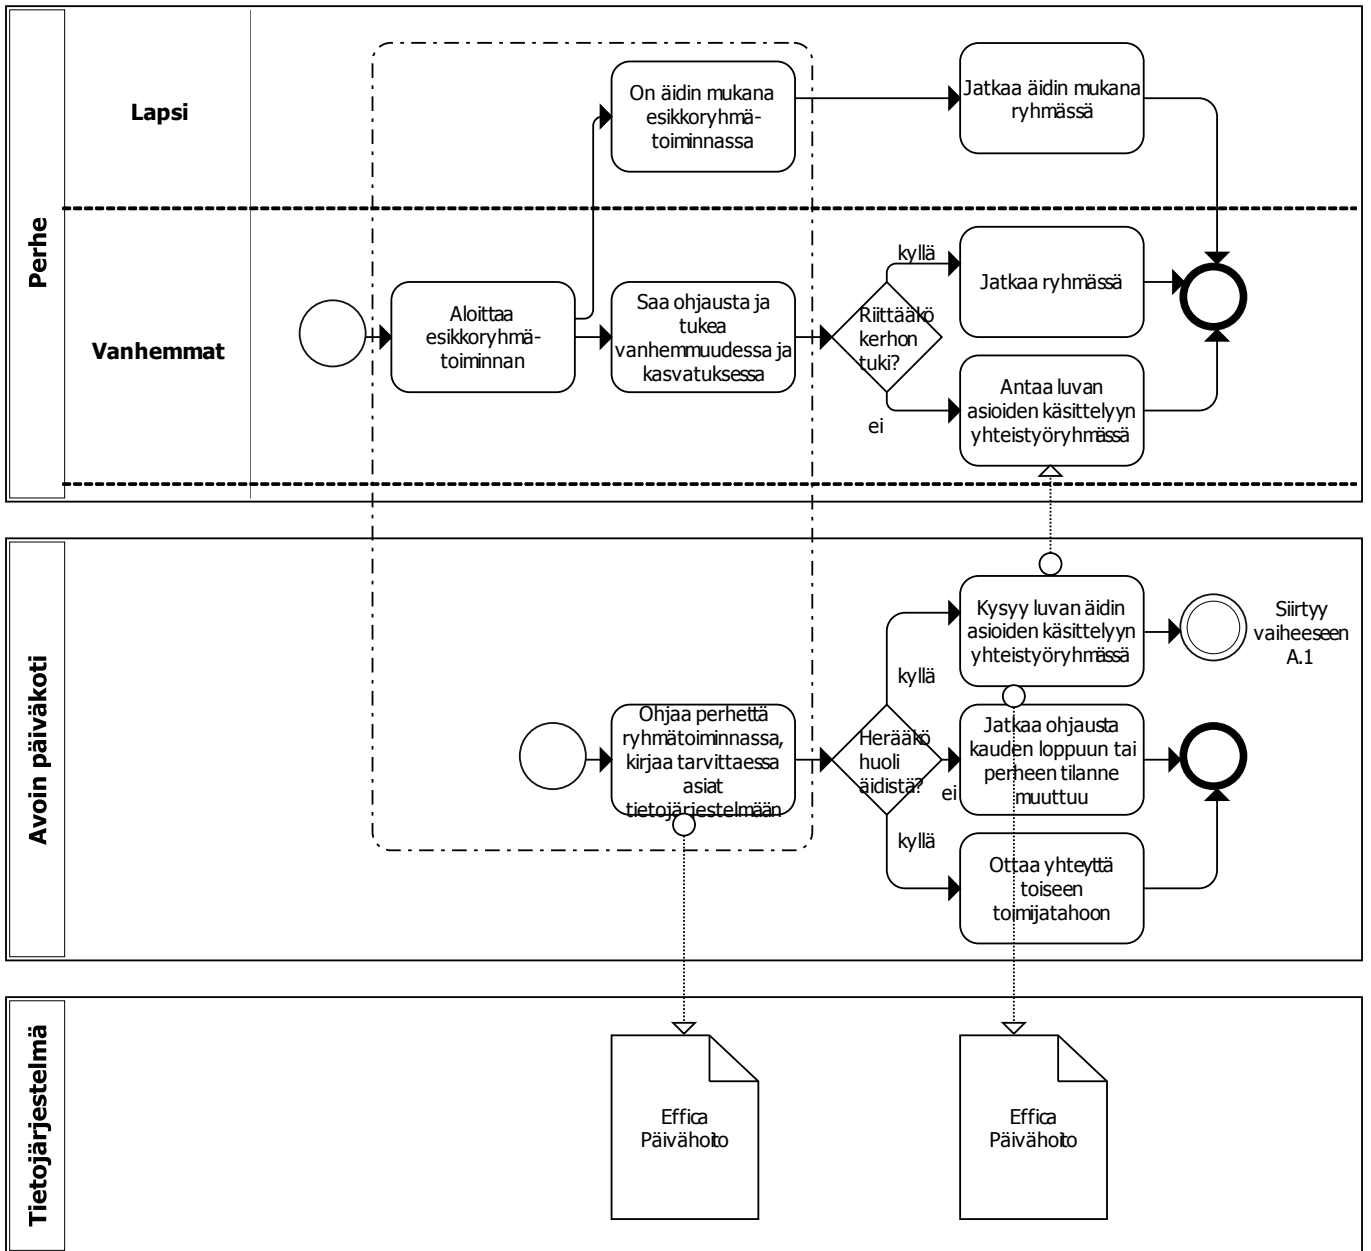 Perhe
Lapsi
On äidin mukana
esikkoryhmä-
toiminnassa
Jatkaa äidin mukana
ryhmässä
Vanhemmat
Aloittaa
esikkoryhmä-
toiminnan
Saa ohjausta ja
tukea
vanhemmuudessa ja
kasvatuksessa
Riittääkö
kerhon
tuki?
kyllä
Jatkaa ryhmässä
ei
Antaa luvan
asioiden käsittelyyn
yhteistyöryhmässä
Avoin päiväkoti
Ohjaa perhettä
ryhmätoiminnassa,
kirjaa tarvittaessa
asiat
tietojärjestelmään
Herääkö
huoli
äidistä?
kyllä
Kysyy luvan äidin
asioiden käsittelyyn
yhteistyöryhmässä
Siirtyy
vaiheeseen
A.1
ei
Jatkaa ohjausta
kauden loppuun tai
perheen tilanne
muuttuu
kyllä
Ottaa yhteyttä
toiseen
toimijatahoon
Tietojärjestelmä
Effica
Päivähoito
Effica
Päivähoito